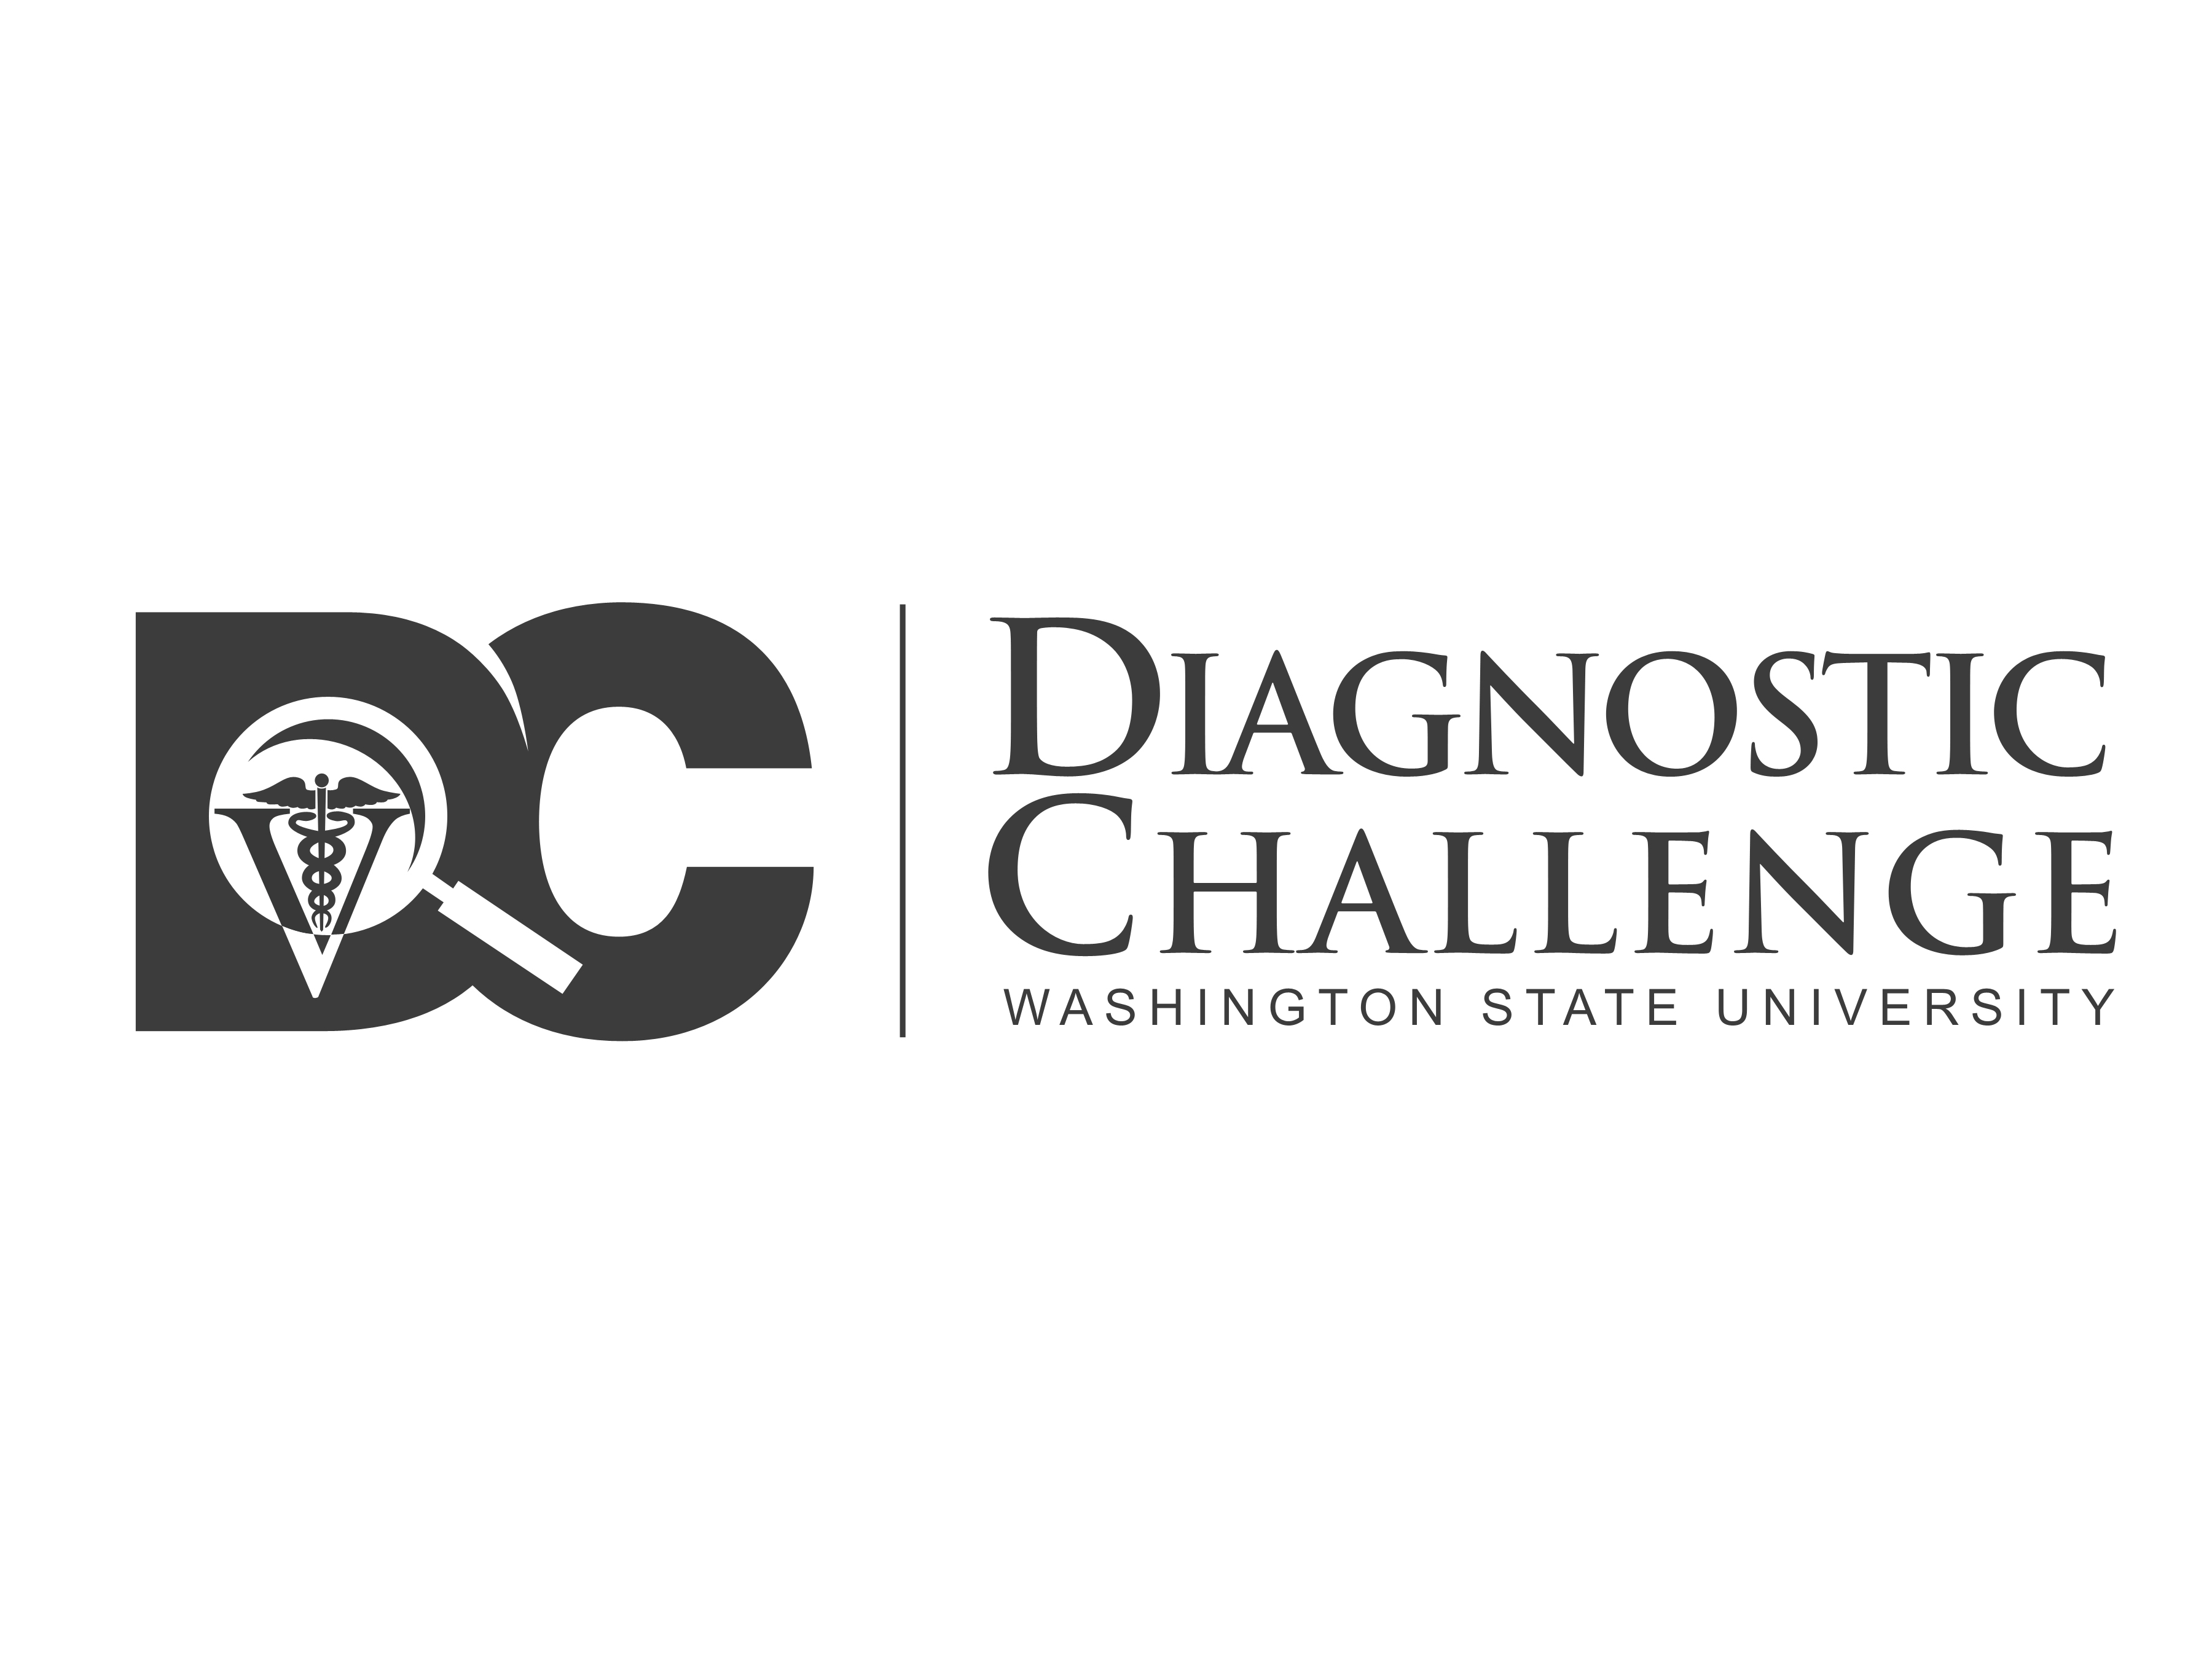 DC
DIAGNOSTIC
CHALLENGE
WASHINGTON STATE UNIVERSITY
V